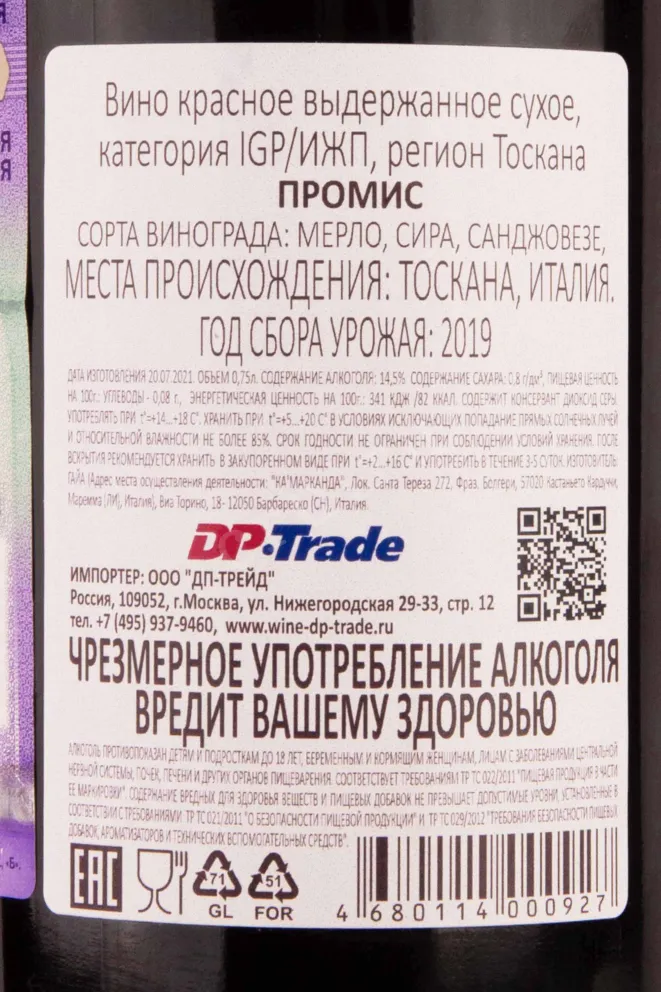 Вино красное выдержанное сухое,
категория IGP/ИЖП, регион Тоскана
ПРОМИС
СОРТА ВИНОГРАДА: МЕРЛО, СИРА, САНДЖОВЕЗЕ,
МЕСТА ПРОИСХОЖДЕНИЯ: ТОСКАНА, ИТАЛИЯ.
ГОД СБОРА УРОЖАЯ: 2019
ДАТА ИЗГОТОВЛЕНИЯ 20.07.2021. ОБЪЕМ 0,75л. СОДЕРЖАНИЕ АЛКОГОЛЯ: 14,5% СОДЕРЖАНИЕ САХАРА: 0,8 г/дм³, ПИЩЕВАЯ ЦЕННОСТЬ
НА 100г.: УГЛЕВОДЫ - 0,08 г., ЭНЕРГЕТИЧЕСКАЯ ЦЕННОСТЬ НА 100г.: 341 КДЖ /82 ККАЛ. СОДЕРЖИТ КОНСЕРВАНТ ДИОКСИД СЕРЫ.
УПОТРЕБЛЯТЬ ПРИ t°=+14...+18 C°. ХРАНИТЬ ПРИ t°=+5...+20 C° В УСЛОВИЯХ ИСКЛЮЧАЮЩИХ ПОПАДАНИЕ ПРЯМЫХ СОЛНЕЧНЫХ ЛУЧЕЙ
И ОТНОСИТЕЛЬНОЙ ВЛАЖНОСТИ НЕ БОЛЕЕ 85%. СРОК ГОДНОСТИ НЕ ОГРАНИЧЕН ПРИ СОБЛЮДЕНИИ УСЛОВИЙ ХРАНЕНИЯ. ПОСЛЕ
ВСКРЫТИЯ РЕКОМЕНДУЕТСЯ ХРАНИТЬ В ЗАКУПОРЕННОМ ВИДЕ ПРИ t°=+2...+16 C° И УПОТРЕБИТЬ В ТЕЧЕНИЕ 3-5 СУТОК. ИЗГОТОВИТЕЛЬ:
ГАЙА (Адрес места осуществления деятельности: "КА'МАРКАНДА", Лок. Санта Тереза 272, Фраз. Болгери, 57020 Кастаньето Кардуччи,
Маремма (ЛИ), Италия), Виа Торино, 18- 12050 Барбареско (СН), Италия.
DP.Trade
ИМПОРТЕР: ООО "ДП-ТРЕЙД"
Россия, 109052, г.Москва, ул. Нижегородская 29-33, стр. 12
тел. +7 (495) 937-9460, www.wine-dp-trade.ru
ЧРЕЗМЕРНОЕ УПОТРЕБЛЕНИЕ АЛКОГОЛЯ
ВРЕДИТ ВАШЕМУ ЗДОРОВЬЮ
АЛКОГОЛЬ ПРОТИВОПОКАЗАН ДЕТЯМ И ПОДРОСТКАМ ДО 18 ЛЕТ, БЕРЕМЕННЫМ И КОРМЯЩИМ ЖЕНЩИНАМ, ЛИЦАМ С ЗАБОЛЕВАНИЯМИ ЦЕНТРАЛЬНОЙ
НЕРВНОЙ СИСТЕМЫ, ПОЧЕК, ПЕЧЕНИ И ДРУГИХ ОРГАНОВ ПИЩЕВАРЕНИЯ. СООТВЕТСТВУЕТ ТРЕБОВАНИЯМ ТР ТС 022/2011 "ПИЩЕВАЯ ПРОДУКЦИЯ В ЧАСТИ
ЕЕ МАРКИРОВКИ". СОДЕРЖАНИЕ ВРЕДНЫХ ДЛЯ ЗДОРОВЬЯ ВЕЩЕСТВ И ПИЩЕВЫХ ДОБАВОК НЕ ПРЕВЫШАЕТ ДОПУСТИМЫЕ УРОВНИ, УСТАНОВЛЕННЫЕ В
СООТВЕТСТВИИ С ТРЕБОВАНИЯМИ: ТР ТС 021/2011 "О БЕЗОПАСНОСТИ ПИЩЕВОЙ ПРОДУКЦИИ" И ТР ТС 029/2012 "ТРЕБОВАНИЯ БЕЗОПАСНОСТИ ПИЩЕВЫХ
ДОБАВОК, АРОМАТИЗАТОРОВ И ТЕХНИЧЕСКИХ ВСПОМОГАТЕЛЬНЫХ СРЕДСТВ".
EAC
71
GL
51
FOR
4 680114 000927